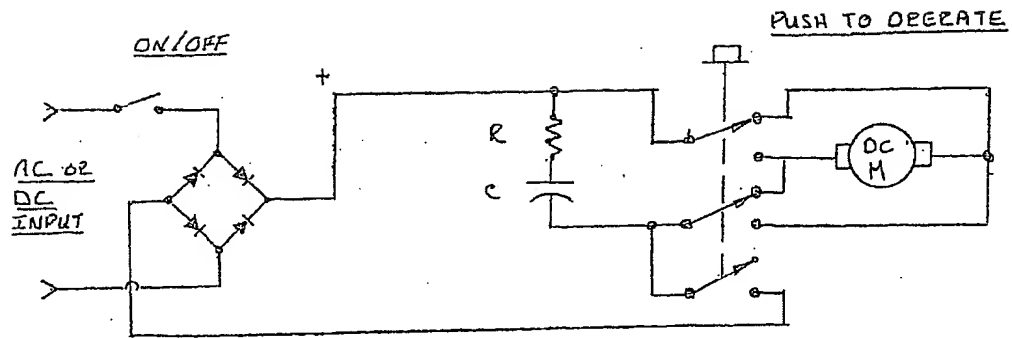 ON/OFF
PUSH TO OPERATE
+
R
C
AC OR
DC
INPUT
DC
M